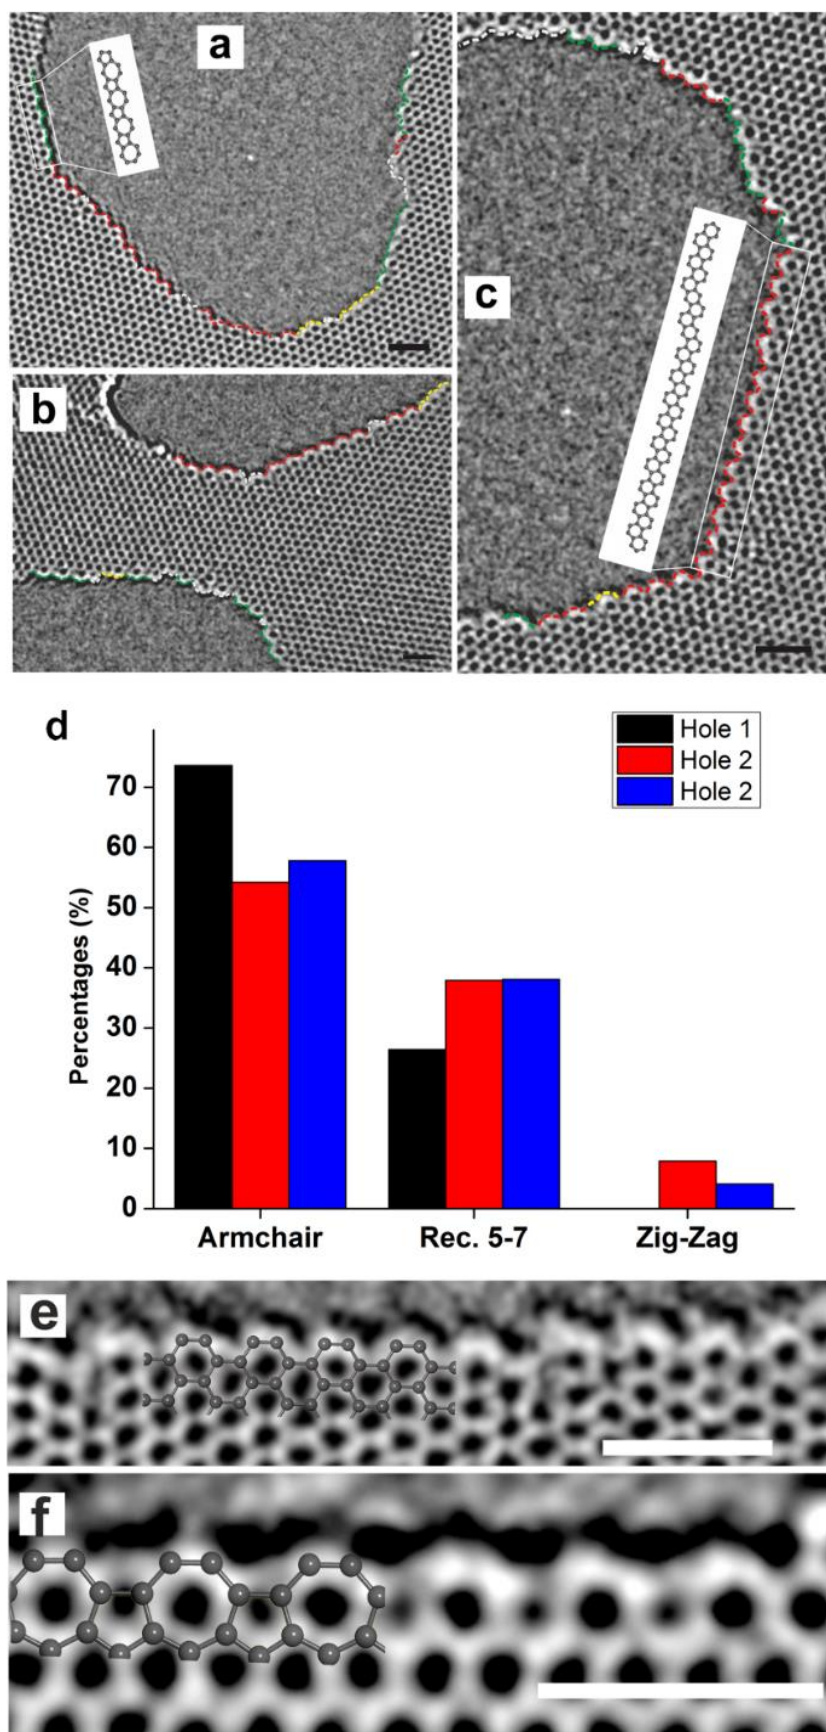 a
b
c
d
Hole 1
Hole 2
Hole 2
Percentages (%)
70
60
50
40
30
20
10
0
Armchair
Rec. 5-7
Zig-Zag
e
f